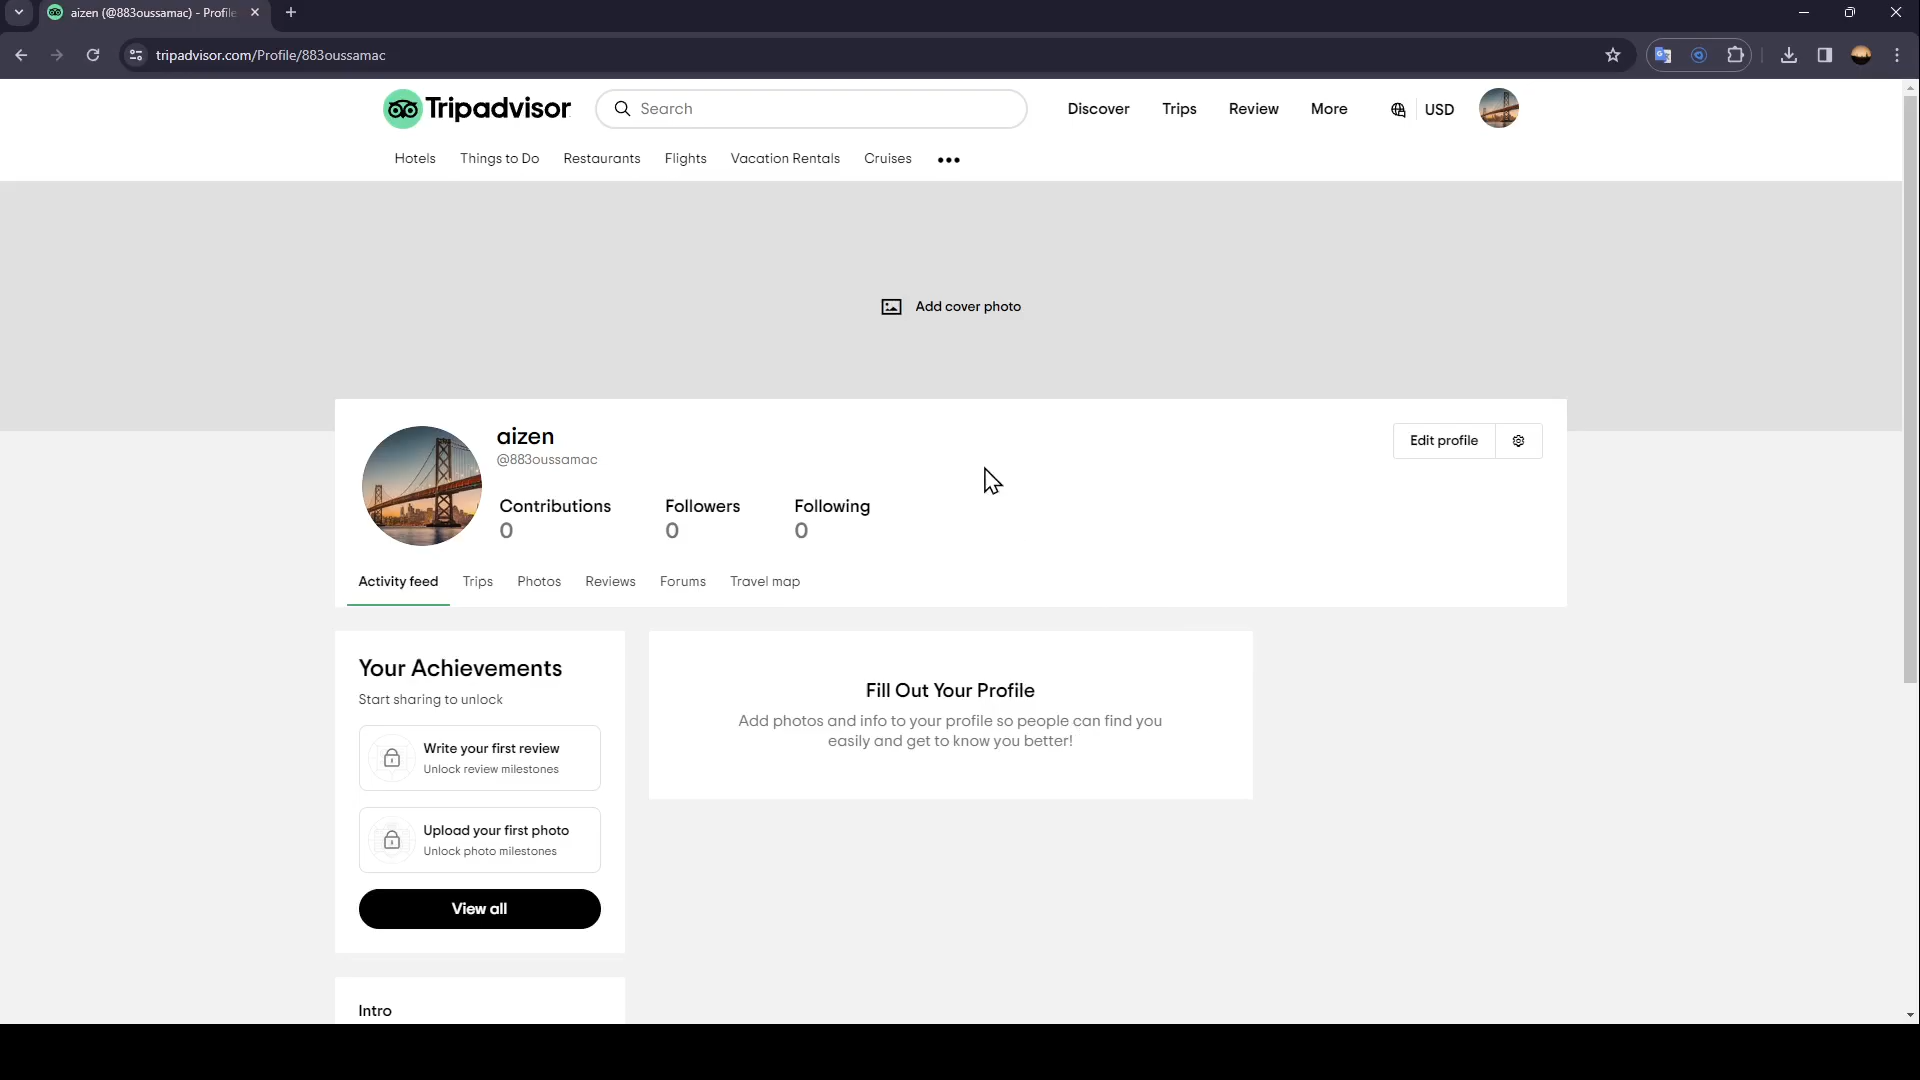 aizen (@883oussamac) - Profile
tripadvisor.com/Profile/883oussamac
Tripadvisor
Search
Discover
Trips
Review
More
USD
Hotels
Things to Do
Restaurants
Flights
Vacation Rentals
Cruises
Add cover photo
aizen
@883oussamac
Edit profile
Contributions
Followers
Following
0
0
0
Activity feed
Trips
Photos
Reviews
Forums
Travel map
Your Achievements
Start sharing to unlock
Write your first review
Unlock review milestones
Upload your first photo
Unlock photo milestones
View all
Fill Out Your Profile
Add photos and info to your profile so people can find you
easily and get to know you better!
Intro